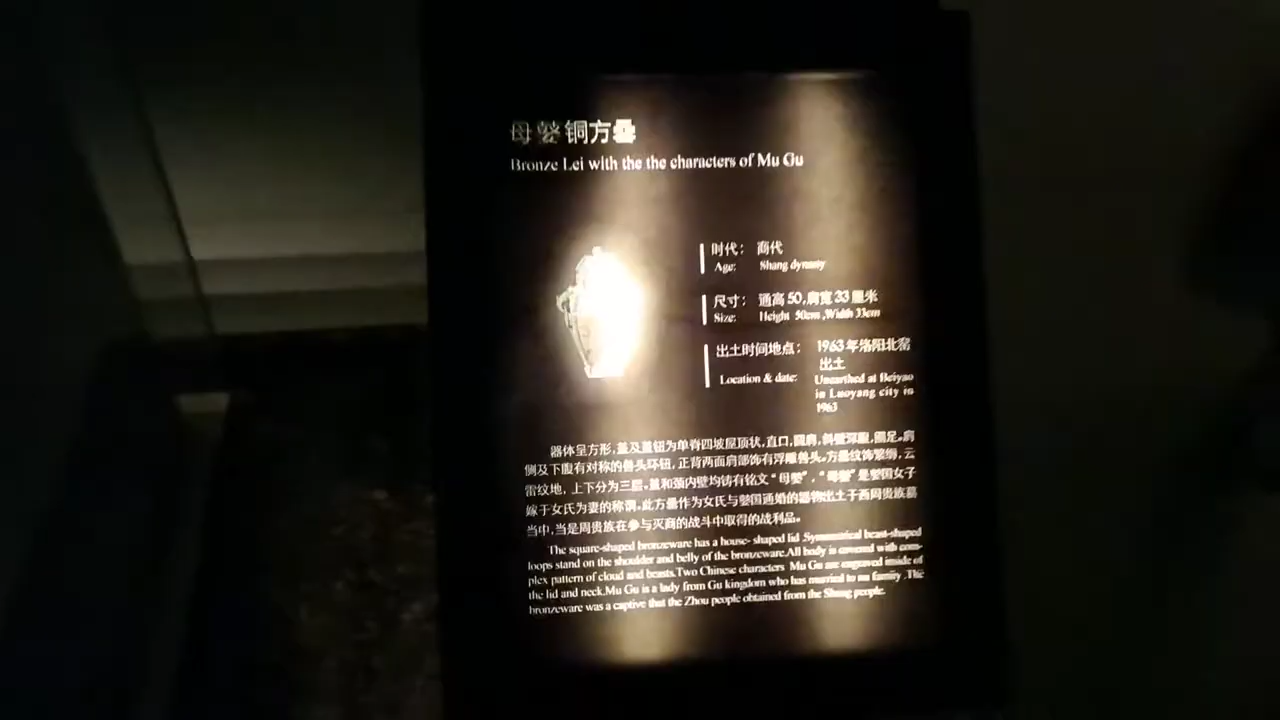 母鼓铜方罍
Bronze Lei with the the characters of Mu Gu
时代: 商代
Age: Shang dynasty
尺寸: 通高50,肩宽33厘米
Size: Height 50cm ,Width 33cm
出土时间地点: 1963年洛阳北窑
出土
Location & date: Unearthed at Beiyao
in Luoyang city in
1963
器体呈方形,盖及盖钮为单脊四坡屋顶状,直口,圆肩,斜壁浮腹,圈足。肩
侧及下腹有对称的兽头环钮,正背两面肩部饰有浮雕兽头。方罍纹饰繁缛,云
雷纹地,上下分为三层。盖和颈内壁均铸有铭文“母”,“母”是国女子
嫁于女氏为妻的称谓。此方罍作为女氏与国通婚的器物出土于西周贵族墓
当中,当是周贵族在参与灭商的战斗中取得的战利品。
The square-shaped bronzeware has a house- shaped lid .Symmetrical beast-shaped
loops stand on the shoulder and belly of the bronzeware.All body is covered with com-
plex pattern of cloud and beasts.Two Chinese characters Mu Gu are engraved inside of
the lid and neck.Mu Gu is a lady from Gu kingdom who has married to nu family .The
bronzeware was a captive that the Zhou people obtained from the Shang people.